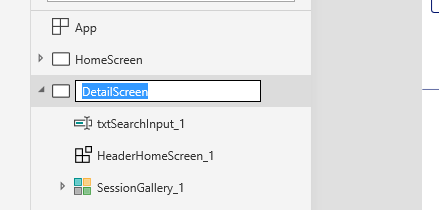 App
HomeScreen
DetailScreen
txtSearchInput_1
HeaderHomeScreen_1
SessionGallery_1